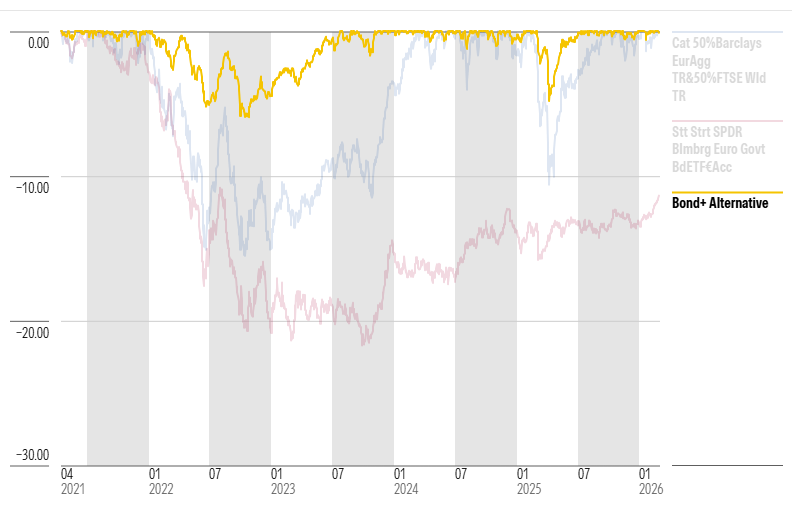 0.00
−10.00
−20.00
−30.00
Cat 50%Barclays
EurAgg
TR&50%FTSE Wld
TR
Stt Strt SPDR
Blmbrg Euro Govt
BdETF€Acc
Bond+ Alternative
04 01 07 01 07 01 07 01 07 01
2021 2022 2023 2024 2025 2026